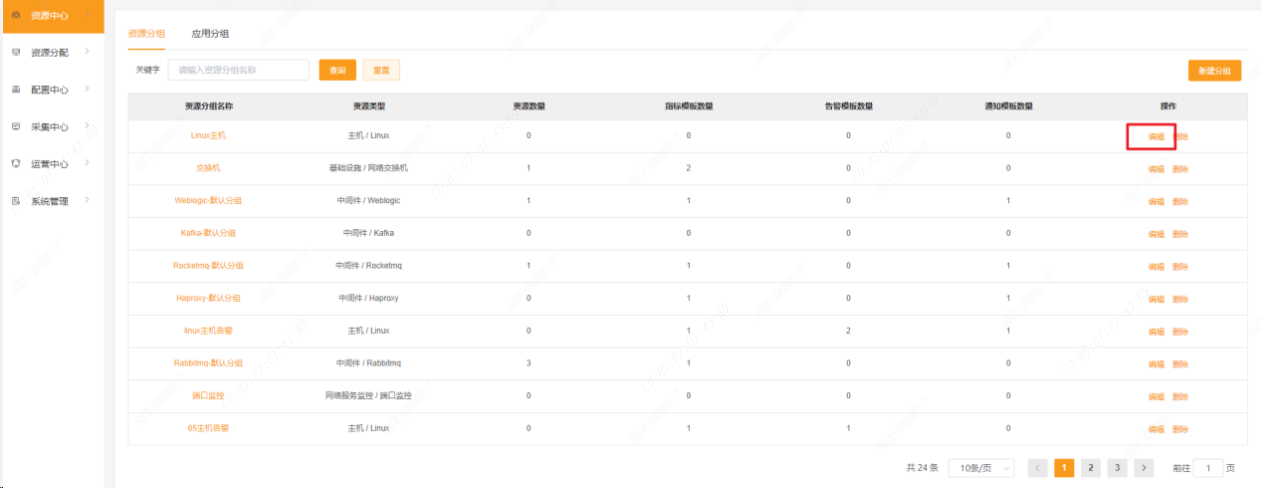 资源中心
资源分配
配置中心
采集中心
运营中心
系统管理
资源分组 应用分组
关键字 请输入资源分组名称 查询 重置 新建分组
资源分组名称 资源类型 资源数量 指标模板数量 告警模板数量 通知模板数量 操作
Linux主机 主机 / Linux 0 0 0 0 编辑 删除
交换机 基础设施 / 网络交换机 1 2 0 0 编辑 删除
Weblogic-默认分组 中间件 / Weblogic 1 1 0 1 编辑 删除
Kafka-默认分组 中间件 / Kafka 0 0 0 0 编辑 删除
Rocketmq-默认分组 中间件 / Rocketmq 1 1 0 1 编辑 删除
Haproxy-默认分组 中间件 / Haproxy 0 1 0 1 编辑 删除
linux主机告警 主机 / Linux 0 1 2 1 编辑 删除
Rabbitmq-默认分组 中间件 / Rabbitmq 3 1 0 0 编辑 删除
端口监控 网络服务监控 / 端口监控 0 0 0 0 编辑 删除
65主机告警 主机 / Linux 0 1 1 0 编辑 删除
共 24 条 10条/页 < 1 2 3 > 前往 1 页